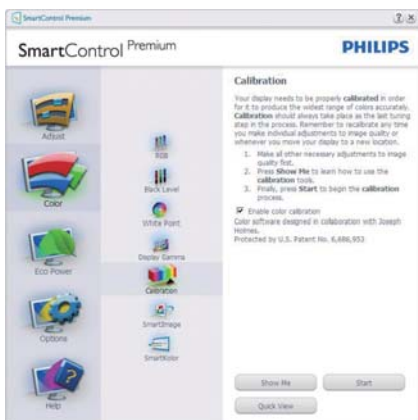 SmartControl Premium
SmartControl Premium
PHILIPS
Adjust
Color
Eco Power
Options
Help
RGB
Black Level
White Point
Display Gamma
Calibration
SmartImage
SmartKolor
Calibration
Your display needs to be properly calibrated in order
for it to produce the widest range of colors accurately.
Calibration should always take place as the last tuning
step in the process. Remember to recalibrate any time
you make individual adjustments to image quality or
whenever you move your display to a new location.
1. Make all other necessary adjustments to image
quality first.
2. Press Show Me to learn how to use the
calibration tools.
3. Finally, press Start to begin the calibration
process.
Enable color calibration
Color software designed in collaboration with Joseph
Holmes.
Protected by U.S. Patent No. 6,686,953
Show Me
Start
Quick View